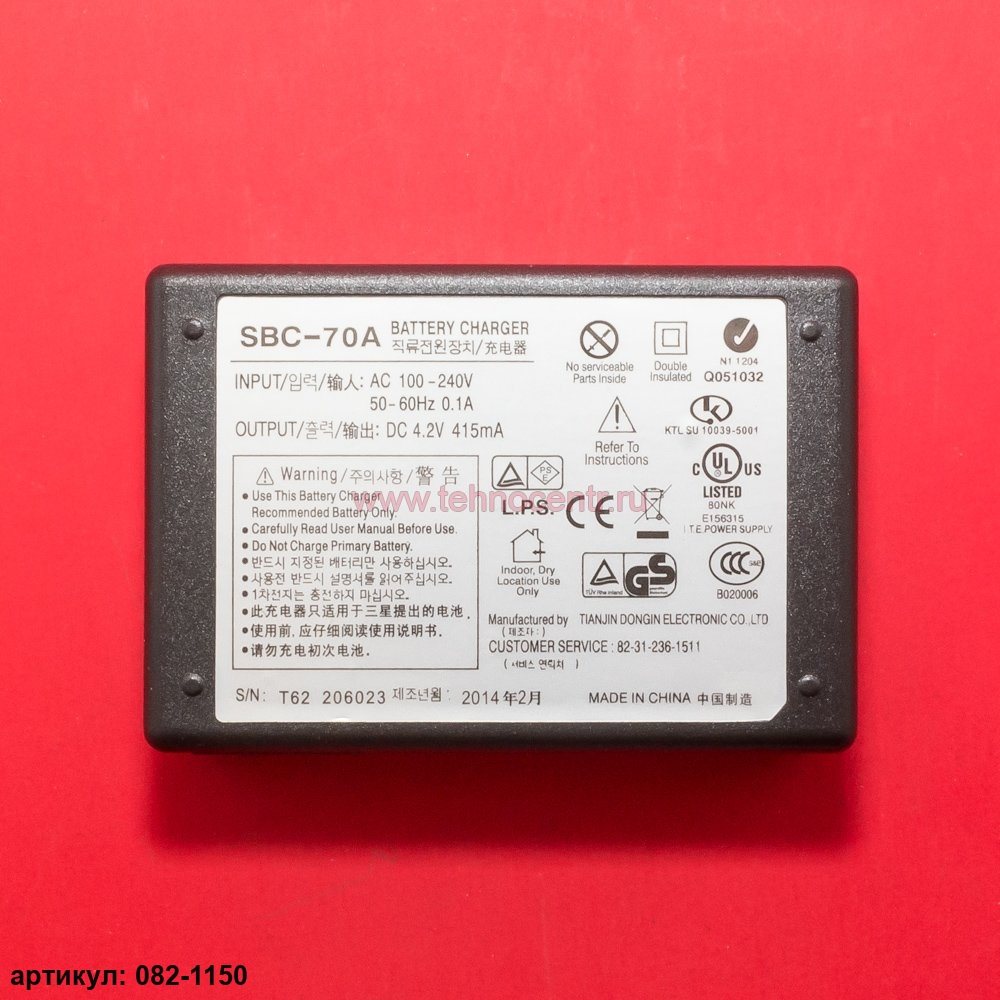 SBC-70A BATTERY CHARGER
직류전원장치/充电器
INPUT/입력/输入: AC 100-240V
50-60Hz 0.1A
OUTPUT/출력/输出: DC 4.2V 415mA
Warning/주의사항/警告
• Use This Battery Charger
Recommended Battery Only.
• Carefully Read User Manual Before Use.
• Do Not Charge Primary Battery.
• 반드시 지정된 배터리만 사용하십시오.
• 사용전 반드시 설명서를 읽어주십시오.
• 1차전지는 충전하지 마십시오.
• 此充电器只适用于三星提出的电池.
• 使用前, 应仔细阅读使用说明书.
• 请勿充电初次电池.
S/N: T62 206023 제조년월: 2014年2月
No serviceable
Parts Inside
Double
Insulated
N11204
Q051032
Refer To
Instructions
KTL SU 10039-5001
PS
E
L.P.S.
CE
C UL US
LISTED
80NK
E156315
I.T.E.POWER SUPPLY
Indoor, Dry
Location Use
Only
TÜV Rheinland
GS
CCC S&E
B020006
Manufactured by TIANJIN DONGIN ELECTRONIC CO.,LTD
(제조자:)
CUSTOMER SERVICE : 82-31-236-1511
(서비스 연락처)
MADE IN CHINA 中国制造
www.tehnocentr.ru
артикул: 082-1150